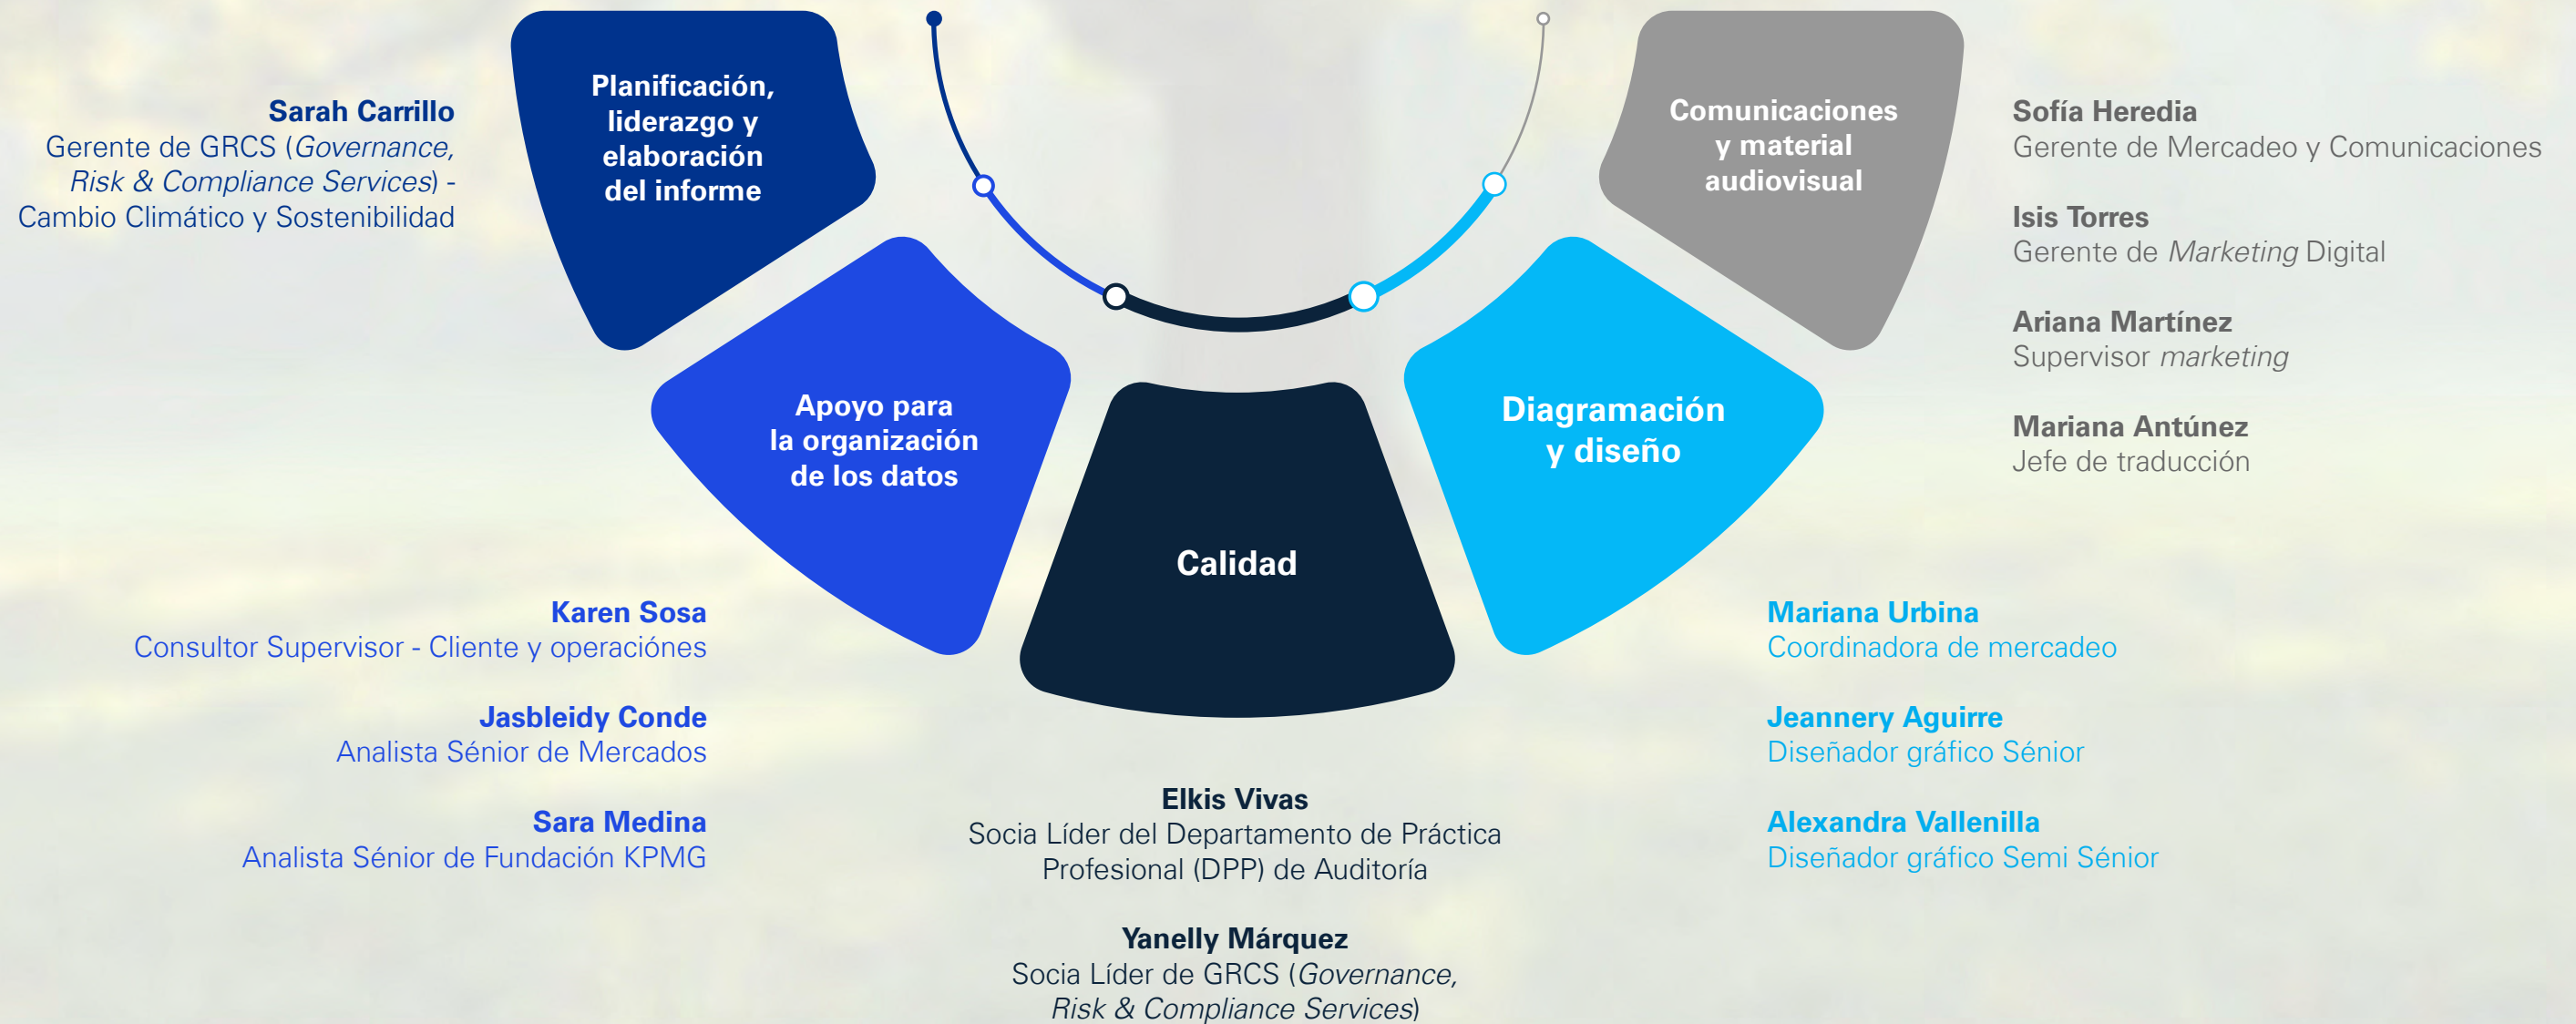 Planificación,
liderazgo y
elaboración
del informe
Sarah Carrillo
Gerente de GRCS (Governance,
Risk & Compliance Services) -
Cambio Climático y Sostenibilidad
Apoyo para
la organización
de los datos
Karen Sosa
Consultor Supervisor - Cliente y operaciónes
Jasbleidy Conde
Analista Sénior de Mercados
Sara Medina
Analista Sénior de Fundación KPMG
Calidad
Elkis Vivas
Socia Líder del Departamento de Práctica
Profesional (DPP) de Auditoría
Yanelly Márquez
Socia Líder de GRCS (Governance,
Risk & Compliance Services)
Diagramación
y diseño
Mariana Urbina
Coordinadora de mercadeo
Jeannery Aguirre
Diseñador gráfico Sénior
Alexandra Vallenilla
Diseñador gráfico Semi Sénior
Comunicaciones
y material
audiovisual
Sofía Heredia
Gerente de Mercadeo y Comunicaciones
Isis Torres
Gerente de Marketing Digital
Ariana Martínez
Supervisor marketing
Mariana Antúnez
Jefe de traducción